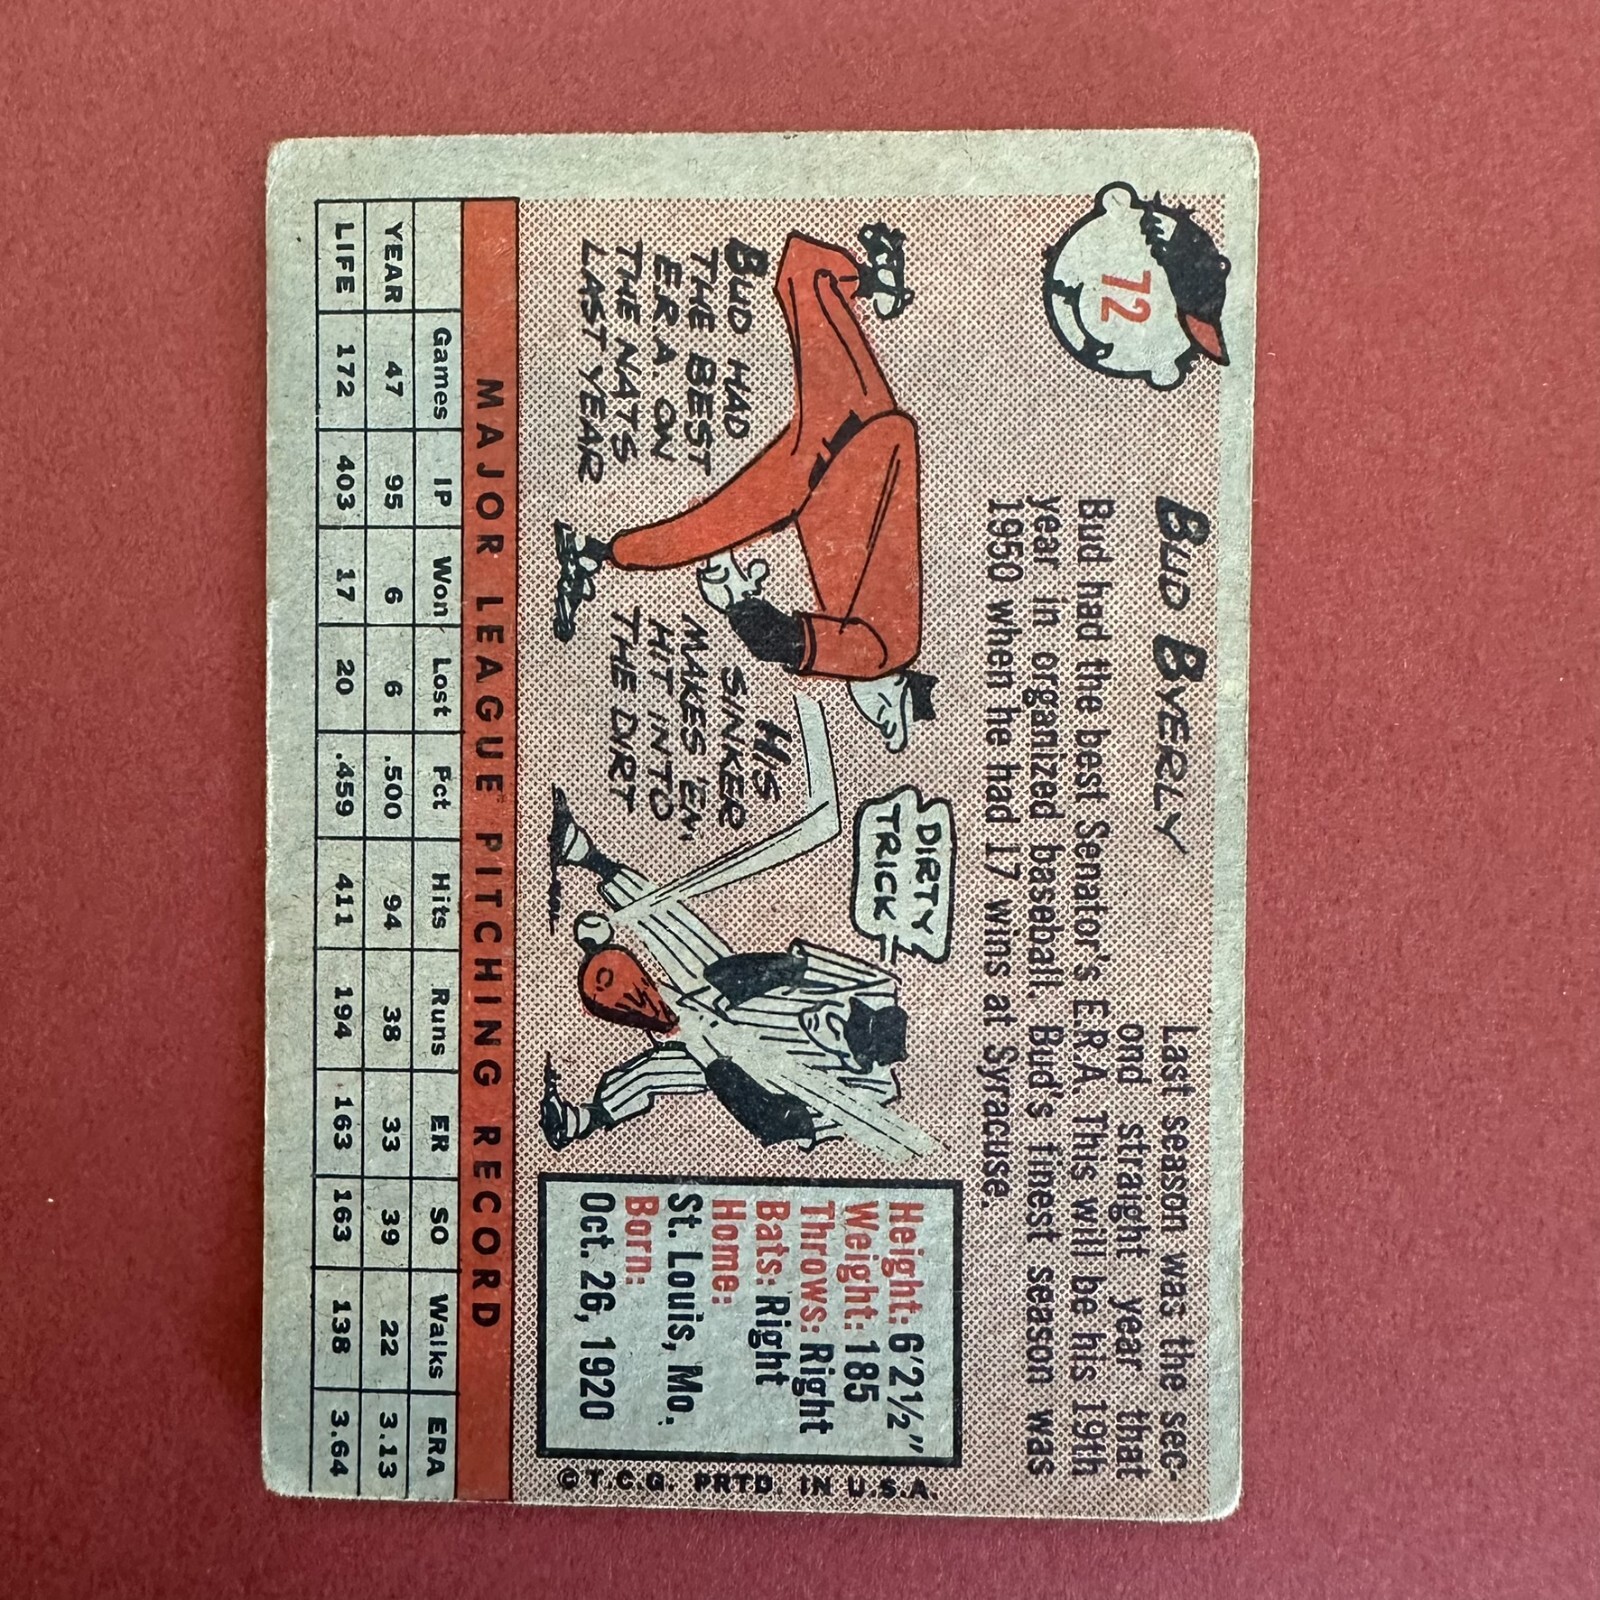 72
BUD BYERLY
Last season was the sec-
ond straight year that
Bud had the best Senator's E.R.A. This will be his 19th
year in organized baseball. Bud's finest season was
1950 when he had 17 wins at Syracuse.
BUD HAD
THE BEST
E.R.A. ON
THE NATS
LAST YEAR
HIS
SINKER
MAKES 'EM
HIT INTO
THE DIRT
DIRTY
TRICK
Height: 6'2½"
Weight: 185
Throws: Right
Bats: Right
Home:
St. Louis, Mo.
Born:
Oct. 26, 1920
©T.C.G. PRTD. IN U.S.A.
MAJOR LEAGUE PITCHING RECORD
Games IP Won Lost Pct Hits Runs ER SO Walks ERA
YEAR 47 95 6 6 .500 94 38 33 39 22 3.13
LIFE 172 403 17 20 .459 411 194 163 163 138 3.64